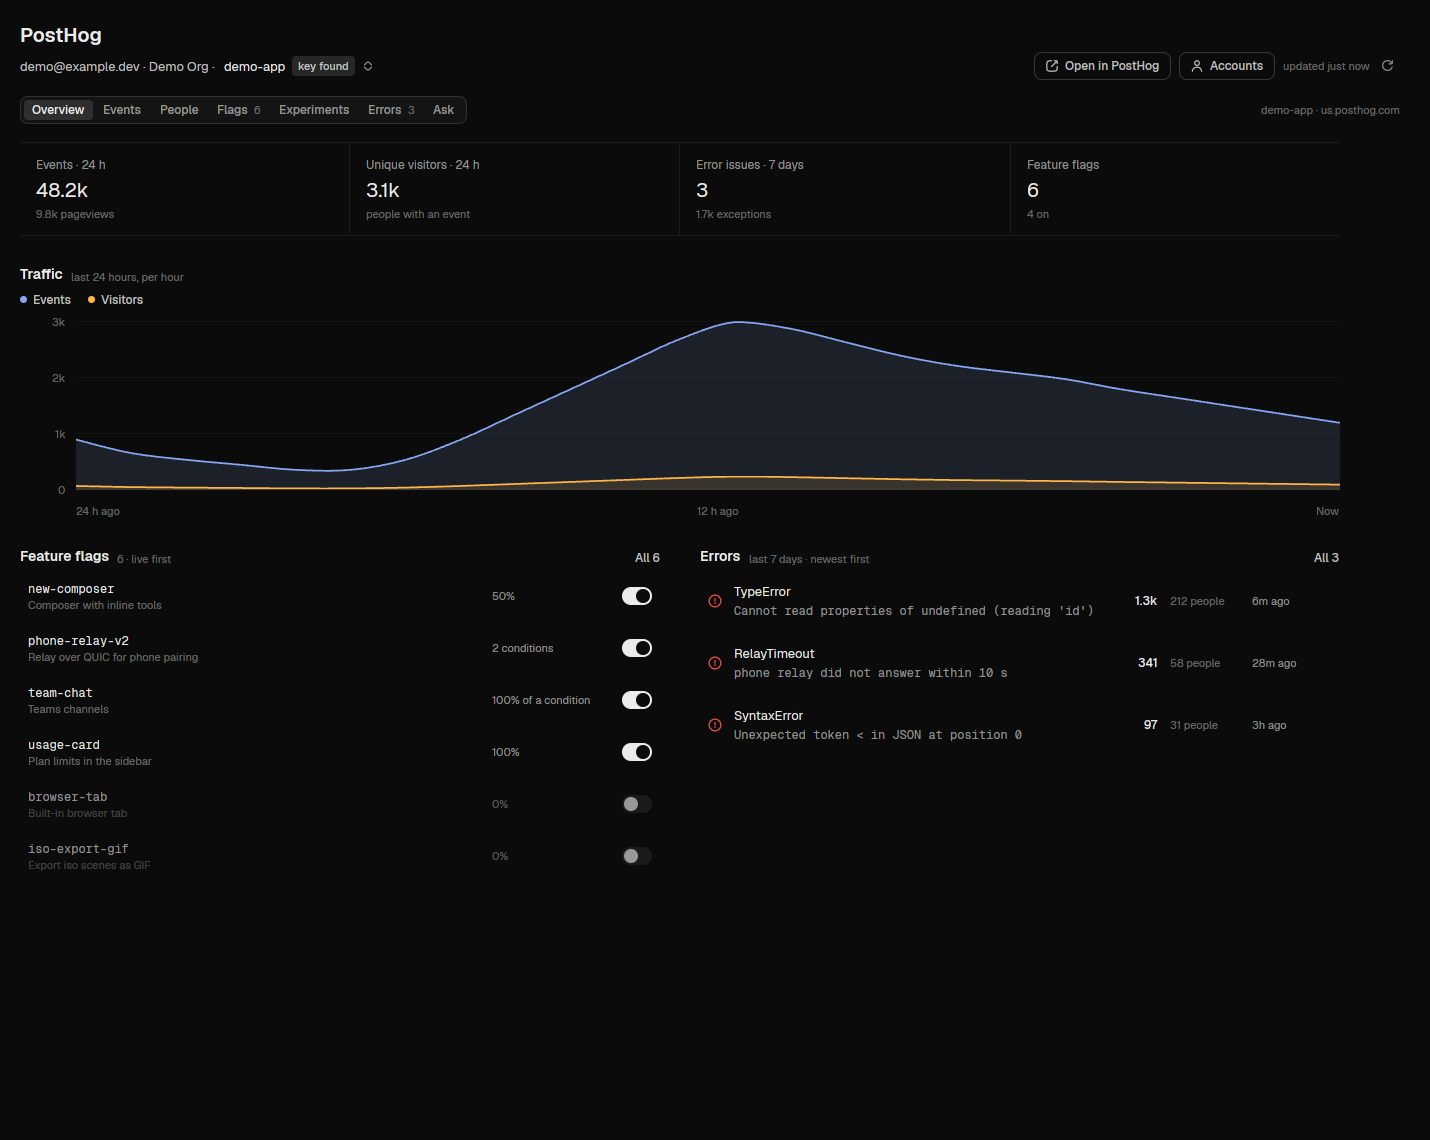 PostHog
demo@example.dev · Demo Org · demo-app key found
Open in PostHog
Accounts
updated just now
Overview Events People Flags 6 Experiments Errors 3 Ask
demo-app · us.posthog.com
Events · 24 h
48.2k
9.8k pageviews
Unique visitors · 24 h
3.1k
people with an event
Error issues · 7 days
3
1.7k exceptions
Feature flags
6
4 on
Traffic last 24 hours, per hour
Events Visitors
3k
2k
1k
0
24 h ago 12 h ago Now
Feature flags 6 · live first All 6
new-composer
Composer with inline tools
50%
phone-relay-v2
Relay over QUIC for phone pairing
2 conditions
team-chat
Teams channels
100% of a condition
usage-card
Plan limits in the sidebar
100%
browser-tab
Built-in browser tab
0%
iso-export-gif
Export iso scenes as GIF
0%
Errors last 7 days · newest first All 3
TypeError
Cannot read properties of undefined (reading 'id')
1.3k 212 people 6m ago
RelayTimeout
phone relay did not answer within 10 s
341 58 people 28m ago
SyntaxError
Unexpected token < in JSON at position 0
97 31 people 3h ago